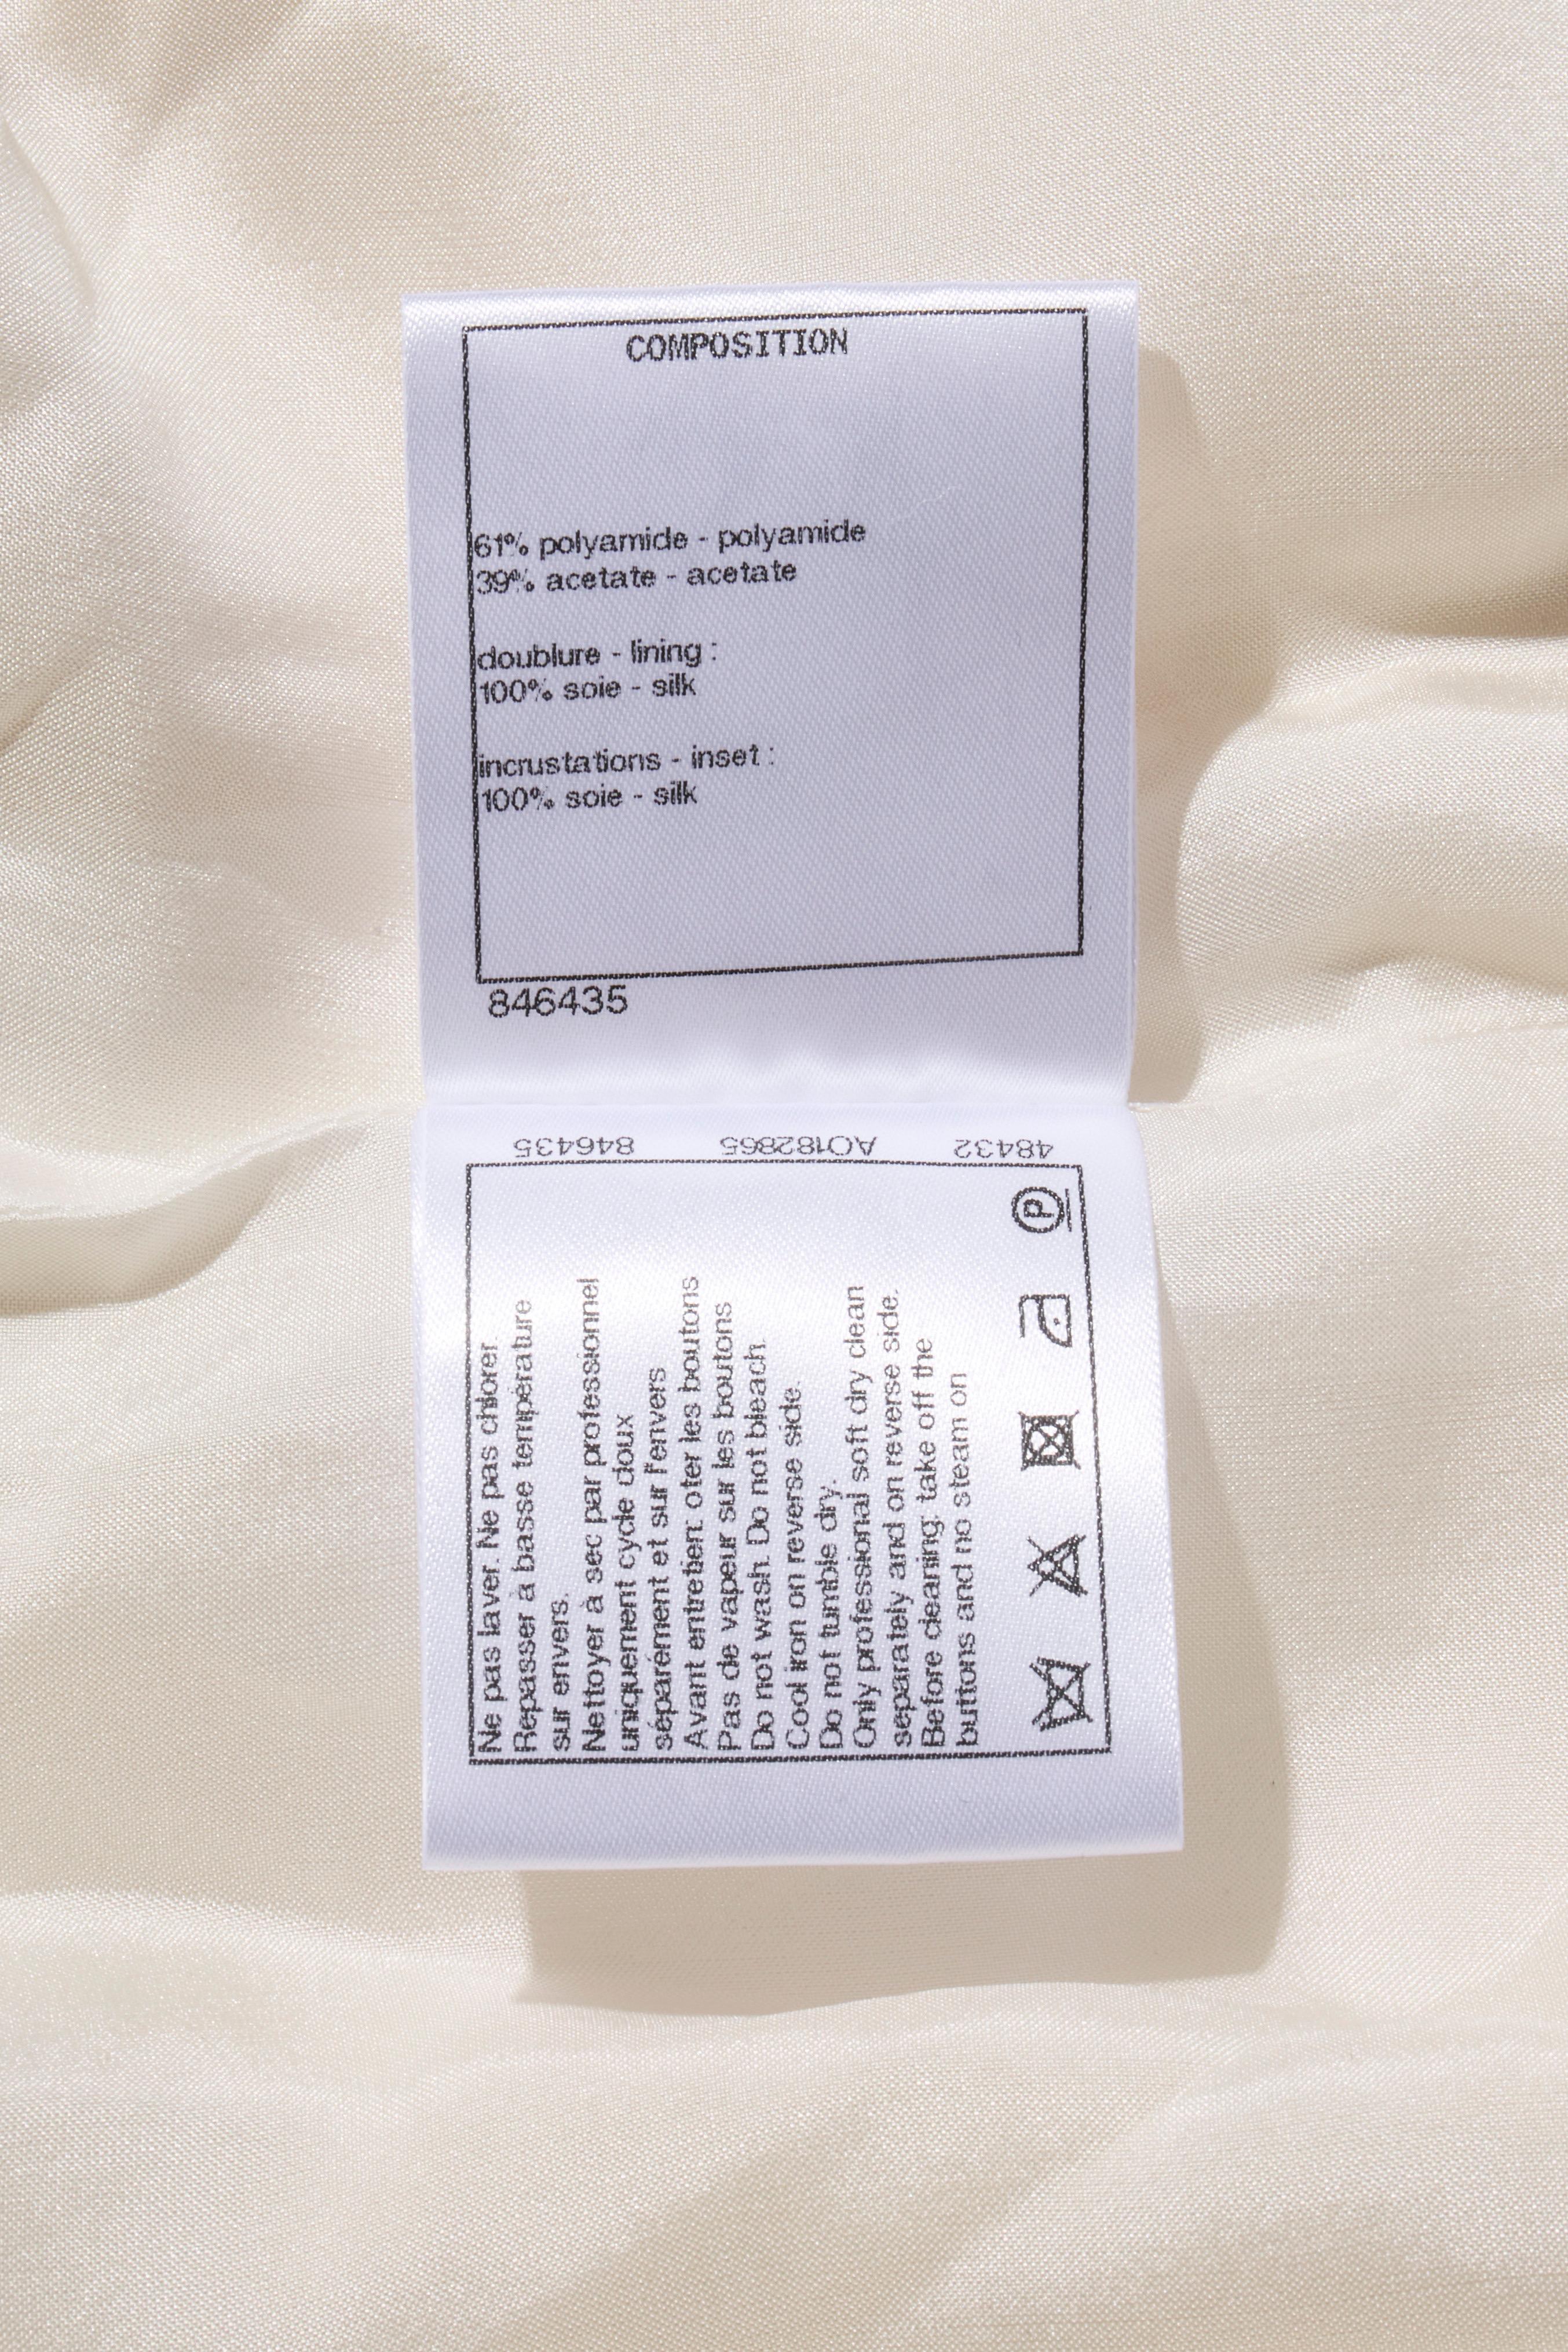 COMPOSITION
61% polyamide - polyamide
39% acetate - acetate
doublure - lining :
100% soie - silk
incrustations - inset :
100% soie - silk
846435
48432 AO182865 846435
Ne pas laver. Ne pas chlorer.
Repasser à basse température
sur envers.
Nettoyer à sec par professionnel
uniquement cycle doux
séparément et sur l'envers
Avant entretien: oter les boutons
Pas de vapeur sur les boutons
Do not wash. Do not bleach.
Cool iron on reverse side.
Do not tumble dry.
Only professional soft dry clean
separately and on reverse side.
Before cleaning: take off the
buttons and no steam on
P